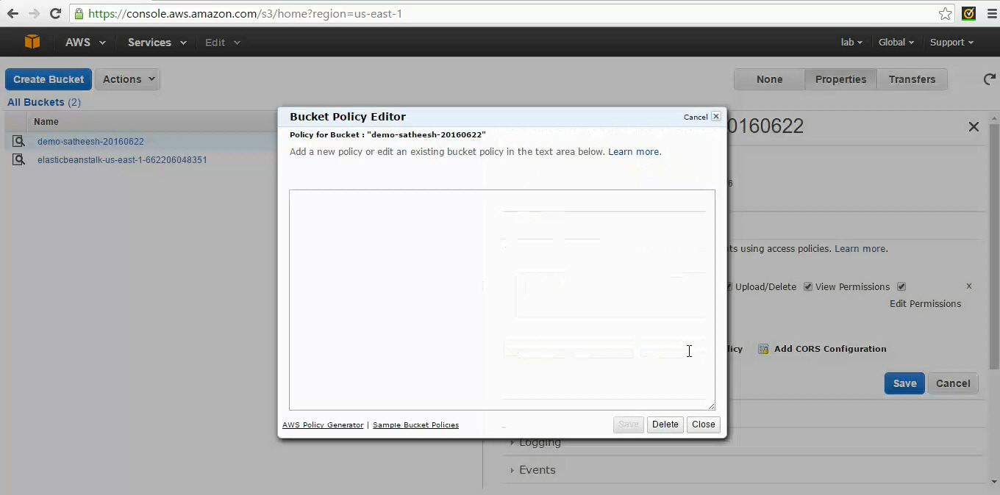 https://console.aws.amazon.com/s3/home?region=us-east-1
AWS Services Edit lab Global Support
Create Bucket Actions None Properties Transfers
All Buckets (2)
Name
demo-satheesh-20160622
elasticbeanstalk-us-east-1-662206048351
Bucket Policy Editor Cancel
Policy for Bucket : "demo-satheesh-20160622"
Add a new policy or edit an existing bucket policy in the text area below. Learn more.
AWS Policy Generator | Sample Bucket Policies Save Delete Close
0160622
6
ts using access policies. Learn more.
Upload/Delete View Permissions x
Edit Permissions
licy Add CORS Configuration
Save Cancel
Logging
Events